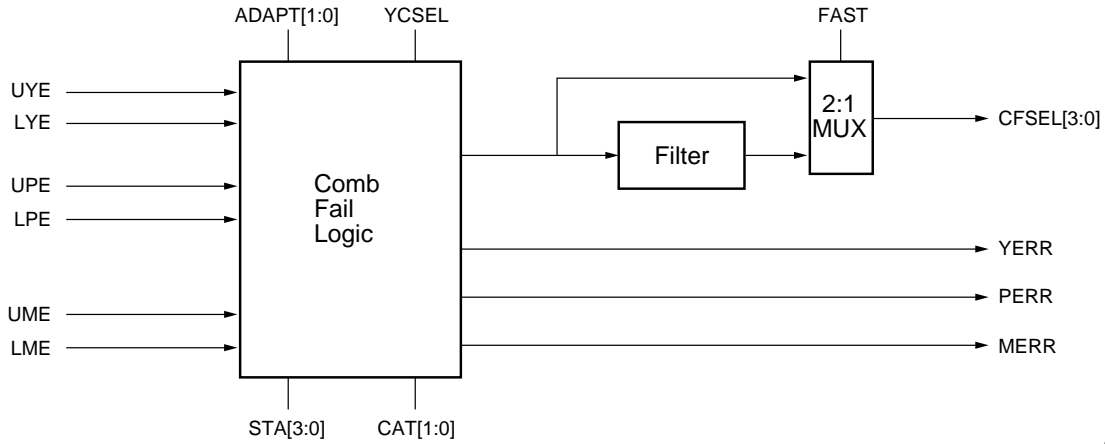 ADAPT[1:0] YCSEL FAST
UYE
LYE
UPE
LPE
UME
LME
Comb
Fail
Logic
Filter
2:1
MUX
CFSEL[3:0]
YERR
PERR
MERR
STA[3:0] CAT[1:0]